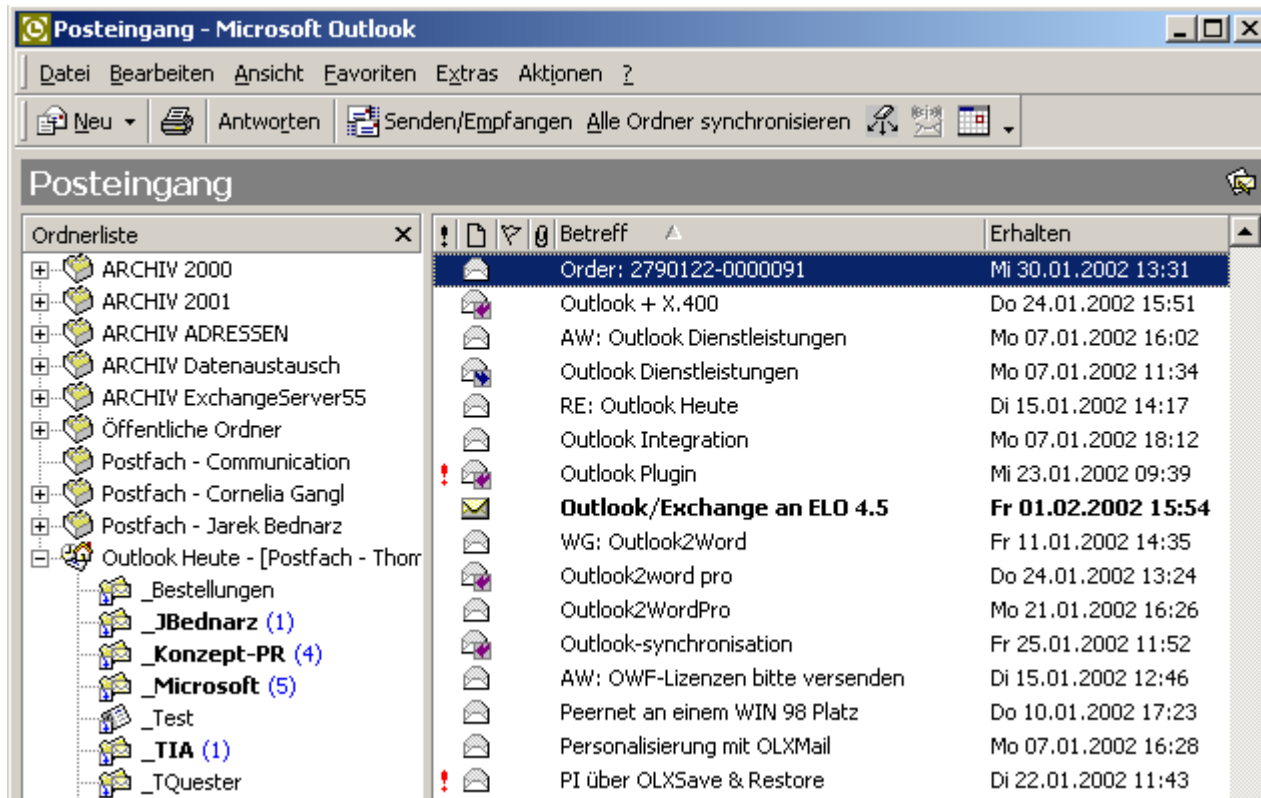 Posteingang - Microsoft Outlook
Datei Bearbeiten Ansicht Favoriten Extras Aktionen ?
Neu Antworten Senden/Empfangen Alle Ordner synchronisieren
Posteingang
Ordnerliste
ARCHIV 2000
ARCHIV 2001
ARCHIV ADRESSEN
ARCHIV Datenaustausch
ARCHIV ExchangeServer55
Öffentliche Ordner
Postfach - Communication
Postfach - Cornelia Gangl
Postfach - Jarek Bednarz
Outlook Heute - [Postfach - Thom
_Bestellungen
_JBednarz (1)
_Konzept-PR (4)
_Microsoft (5)
_Test
_TIA (1)
_TQuester
Betreff Erhalten
Order: 2790122-0000091 Mi 30.01.2002 13:31
Outlook + X.400 Do 24.01.2002 15:51
AW: Outlook Dienstleistungen Mo 07.01.2002 16:02
Outlook Dienstleistungen Mo 07.01.2002 11:34
RE: Outlook Heute Di 15.01.2002 14:17
Outlook Integration Mo 07.01.2002 18:12
Outlook Plugin Mi 23.01.2002 09:39
Outlook/Exchange an ELO 4.5 Fr 01.02.2002 15:54
WG: Outlook2Word Fr 11.01.2002 14:35
Outlook2word pro Do 24.01.2002 13:24
Outlook2WordPro Mo 21.01.2002 16:26
Outlook-synchronisation Fr 25.01.2002 11:52
AW: OWF-Lizenzen bitte versenden Di 15.01.2002 12:46
Peernet an einem WIN 98 Platz Do 10.01.2002 17:23
Personalisierung mit OLXMail Mo 07.01.2002 16:28
PI über OLXSave & Restore Di 22.01.2002 11:43